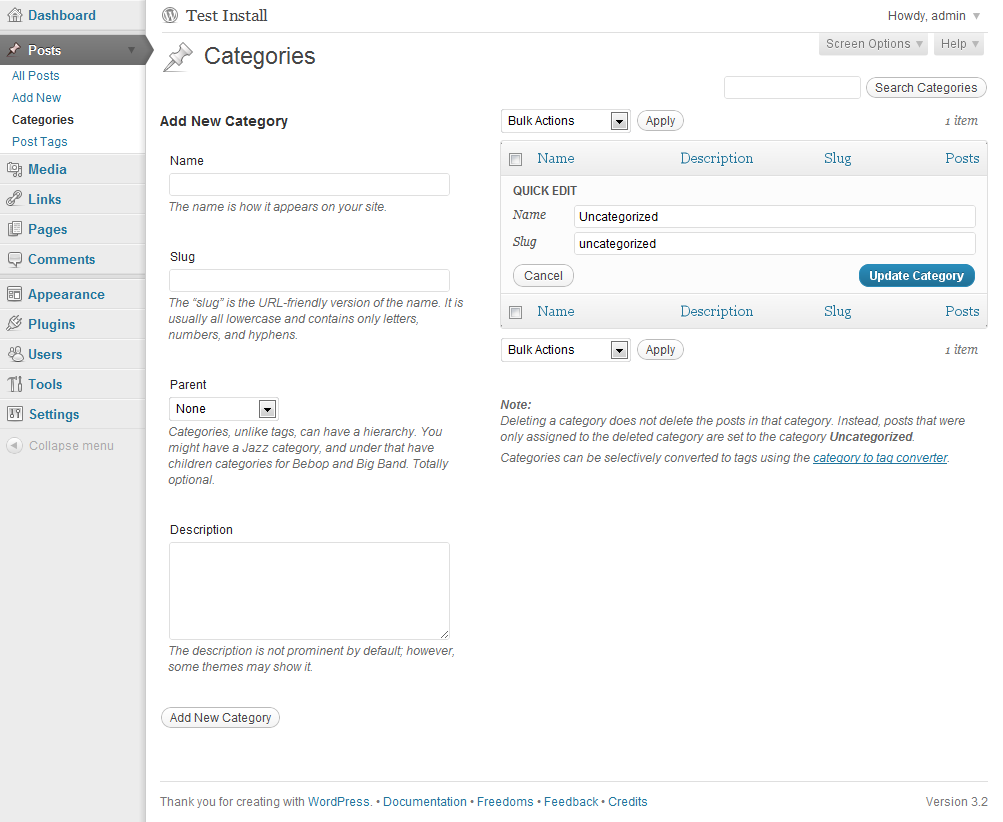 Dashboard
Posts
All Posts
Add New
Categories
Post Tags
Media
Links
Pages
Comments
Appearance
Plugins
Users
Tools
Settings
Collapse menu
Test Install
Howdy, admin
Categories
Screen Options
Help
Search Categories
Add New Category
Name
The name is how it appears on your site.
Slug
The “slug” is the URL-friendly version of the name. It is
usually all lowercase and contains only letters,
numbers, and hyphens.
Parent
None
Categories, unlike tags, can have a hierarchy. You
might have a Jazz category, and under that have
children categories for Bebop and Big Band. Totally
optional.
Description
The description is not prominent by default; however,
some themes may show it.
Add New Category
Bulk Actions Apply 1 item
Name Description Slug Posts
QUICK EDIT
Name Uncategorized
Slug uncategorized
Cancel Update Category
Name Description Slug Posts
Bulk Actions Apply 1 item
Note:
Deleting a category does not delete the posts in that category. Instead, posts that were
only assigned to the deleted category are set to the category Uncategorized.
Categories can be selectively converted to tags using the category to tag converter.
Thank you for creating with WordPress. • Documentation • Freedoms • Feedback • Credits
Version 3.2